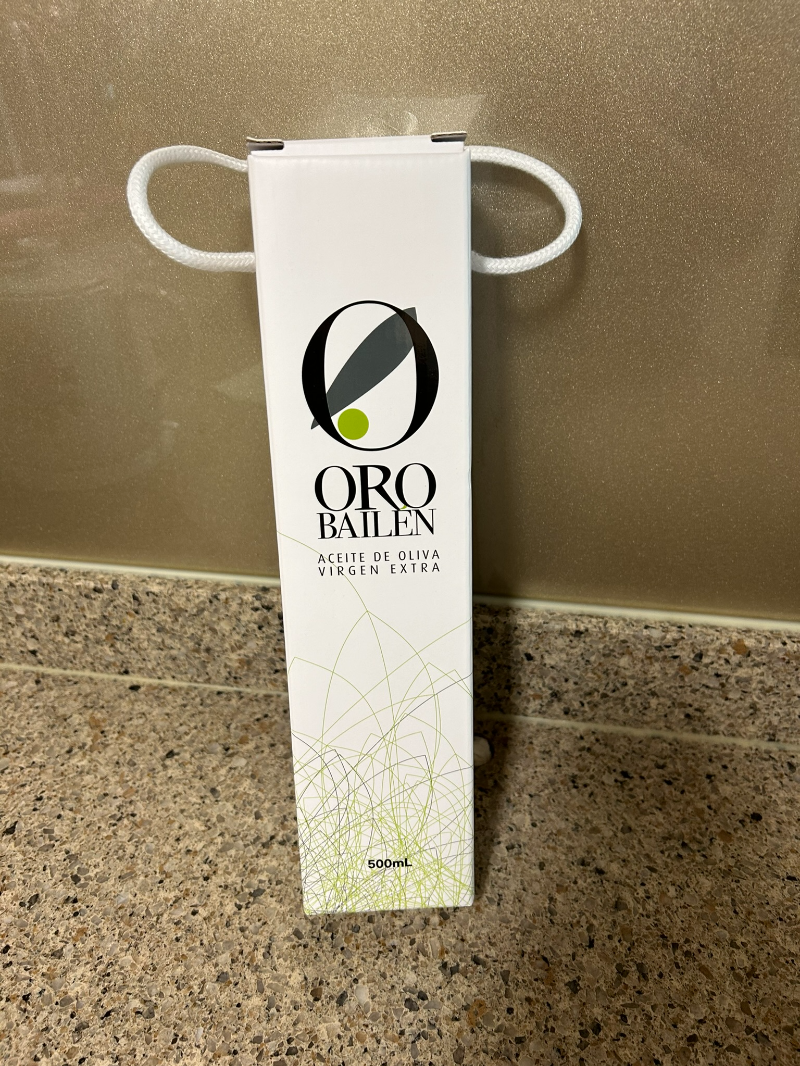 O
ORO
BAILÉN
ACEITE DE OLIVA
VIRGEN EXTRA
500mL